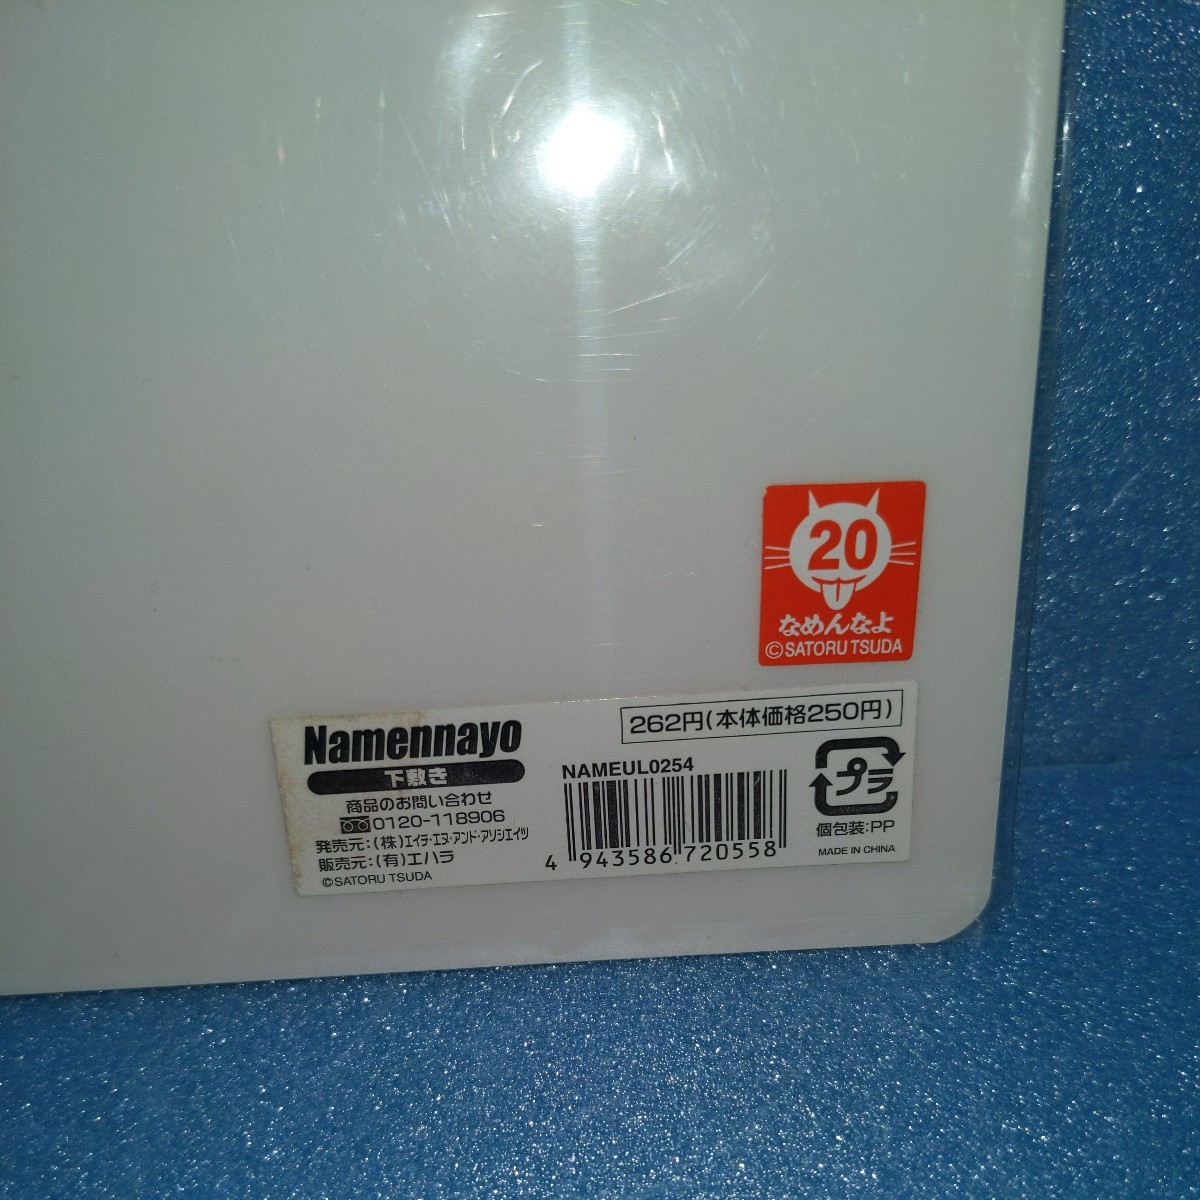 20
なめんなよ
©SATORU TSUDA
Namennayo
下敷き
商品のお問い合わせ
0120-118906
発売元:(株)エイチ・エヌ・アンド・アソシエイツ
販売元:(有)エハラ
©SATORU TSUDA
262円(本体価格250円)
NAMEUL0254
4 943586 720558
プラ
個包装:PP
MADE IN CHINA